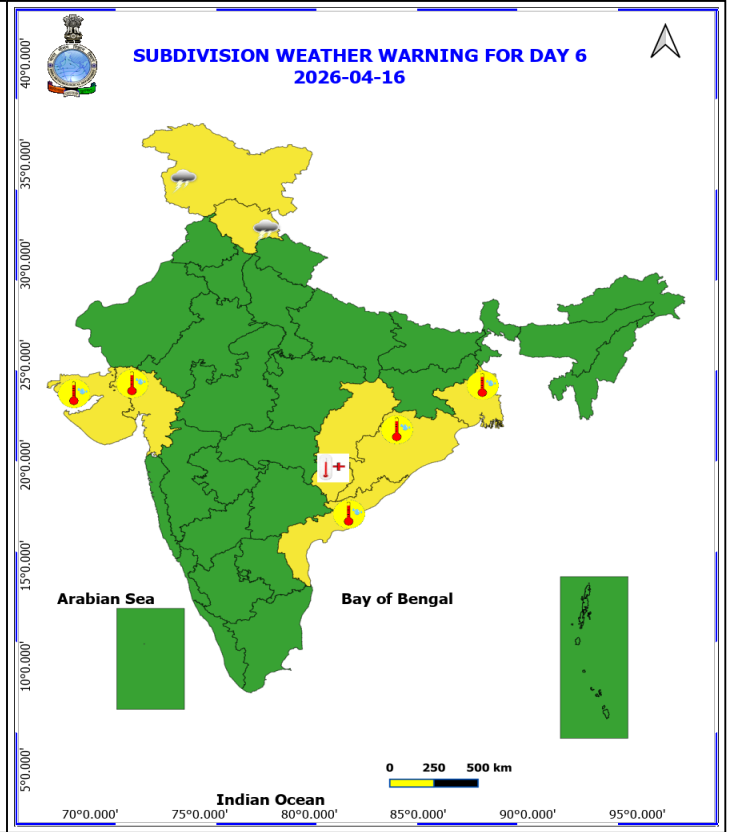 SUBDIVISION WEATHER WARNING FOR DAY 6
2026-04-16
40°0.000'
35°0.000'
30°0.000'
25°0.000'
20°0.000'
15°0.000'
10°0.000'
5°0.000'
Arabian Sea
Bay of Bengal
0 250 500 km
Indian Ocean
70°0.000' 75°0.000' 80°0.000' 85°0.000' 90°0.000' 95°0.000'